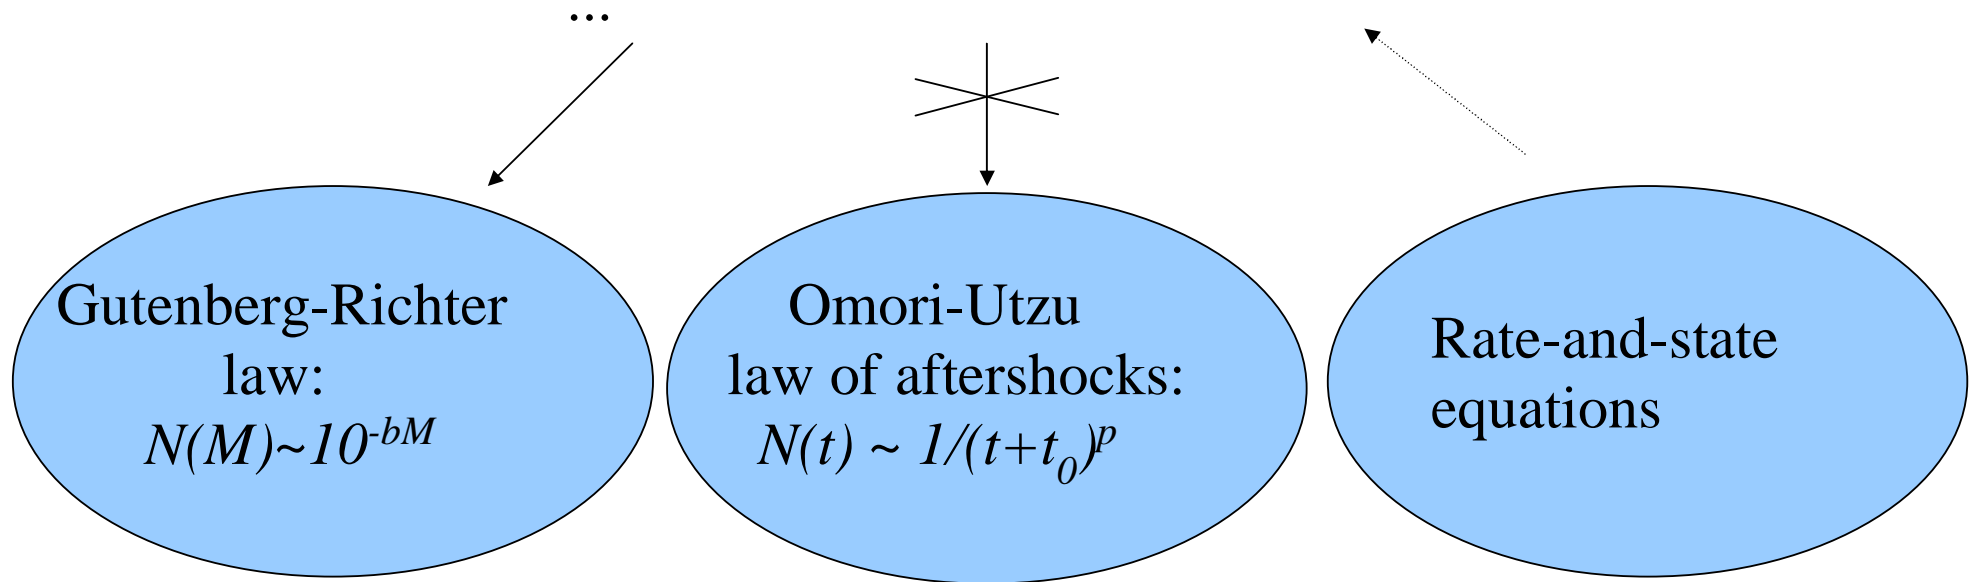 ...
Gutenberg-Richter
law:
N(M)~10^-bM
Omori-Utzu
law of aftershocks:
N(t) ~ 1/(t+t_0)^p
Rate-and-state
equations